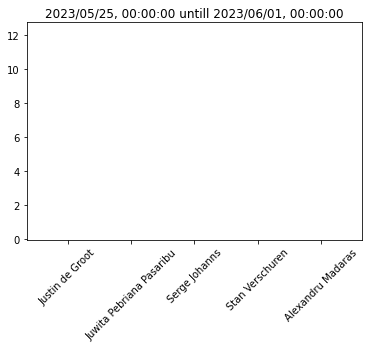 2023/05/25, 00:00:00 untill 2023/06/01, 00:00:00
12
10
8
6
4
2
0
Justin de Groot
Juwita Pebriana Pasaribu
Serge Johanns
Stan Verschuren
Alexandru Madaras